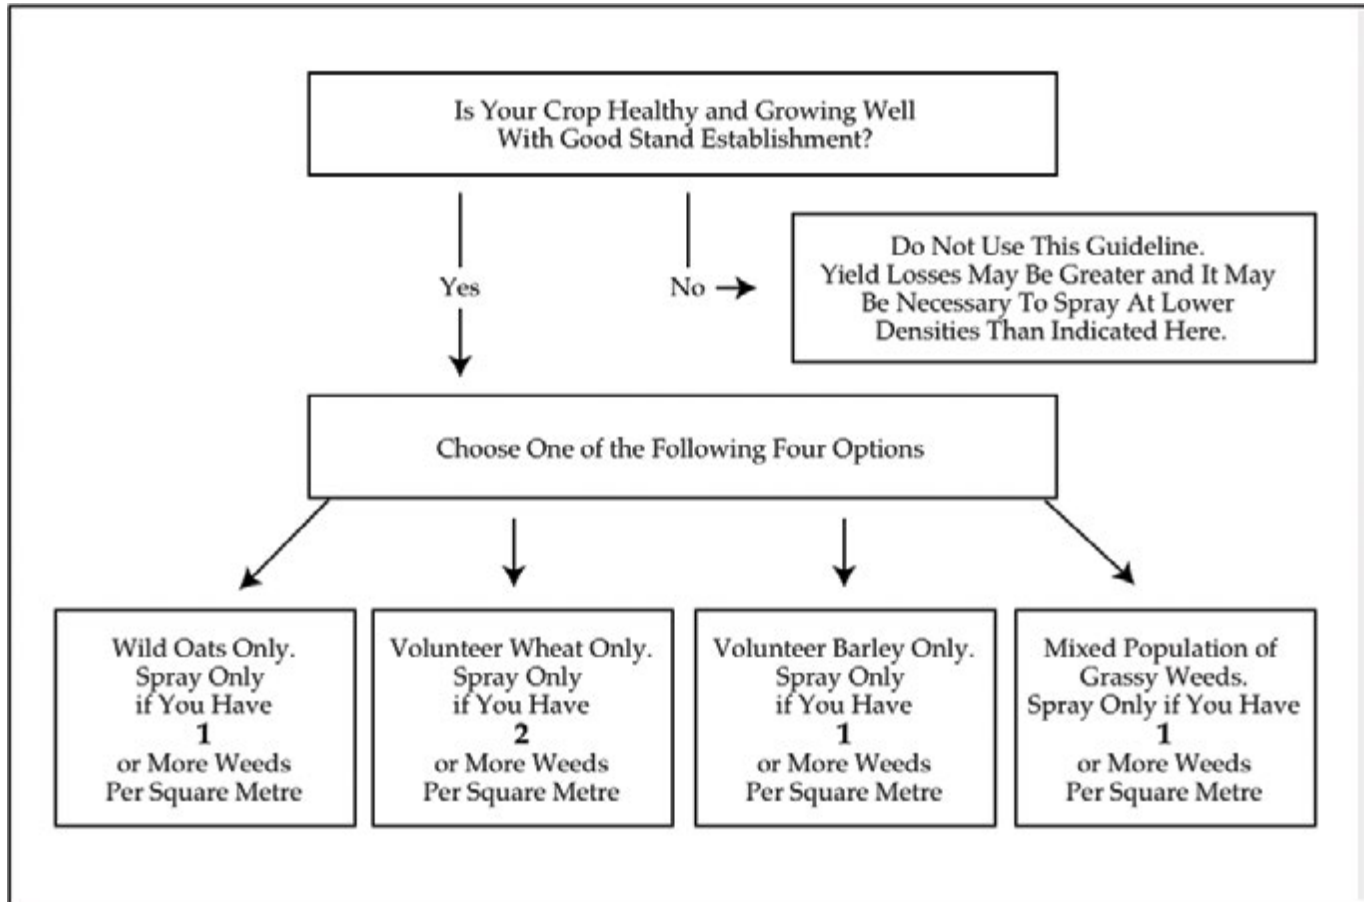 Is Your Crop Healthy and Growing Well
With Good Stand Establishment?
Yes
No
Do Not Use This Guideline.
Yield Losses May Be Greater and It May
Be Necessary To Spray At Lower
Densities Than Indicated Here.
Choose One of the Following Four Options
Wild Oats Only.
Spray Only
if You Have
1
or More Weeds
Per Square Metre
Volunteer Wheat Only.
Spray Only
if You Have
2
or More Weeds
Per Square Metre
Volunteer Barley Only.
Spray Only
if You Have
1
or More Weeds
Per Square Metre
Mixed Population of
Grassy Weeds.
Spray Only if You Have
1
or More Weeds
Per Square Metre